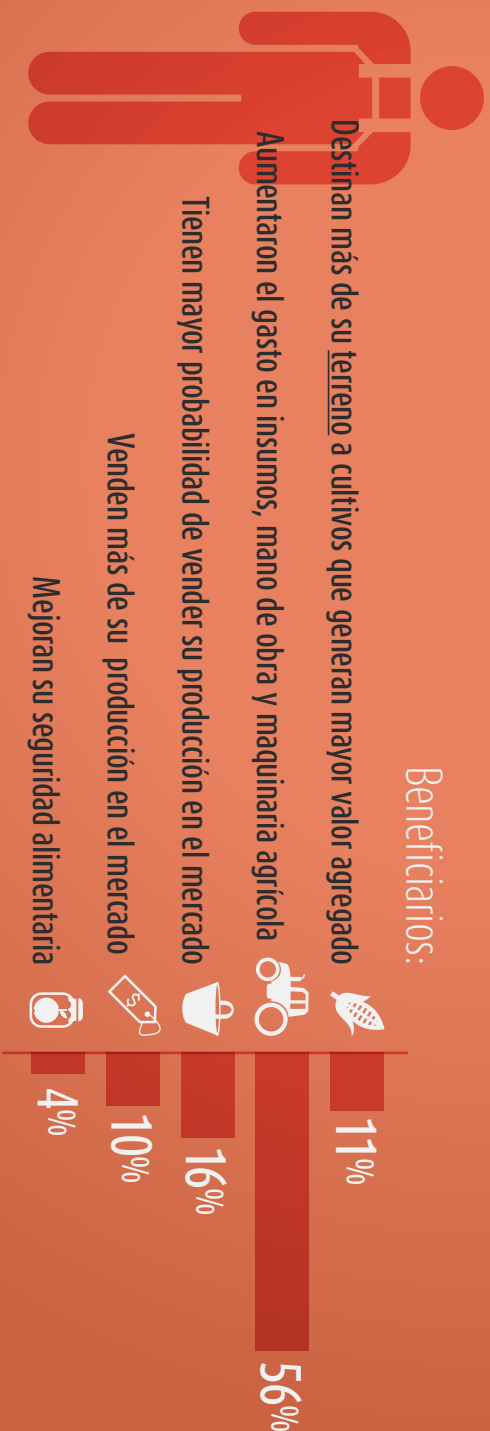 Beneficiarios:
Destinan más de su terreno a cultivos que generan mayor valor agregado
11%
Aumentaron el gasto en insumos, mano de obra y maquinaria agrícola
56%
Tienen mayor probabilidad de vender su producción en el mercado
16%
Venden más de su producción en el mercado
$
10%
Mejoran su seguridad alimentaria
4%